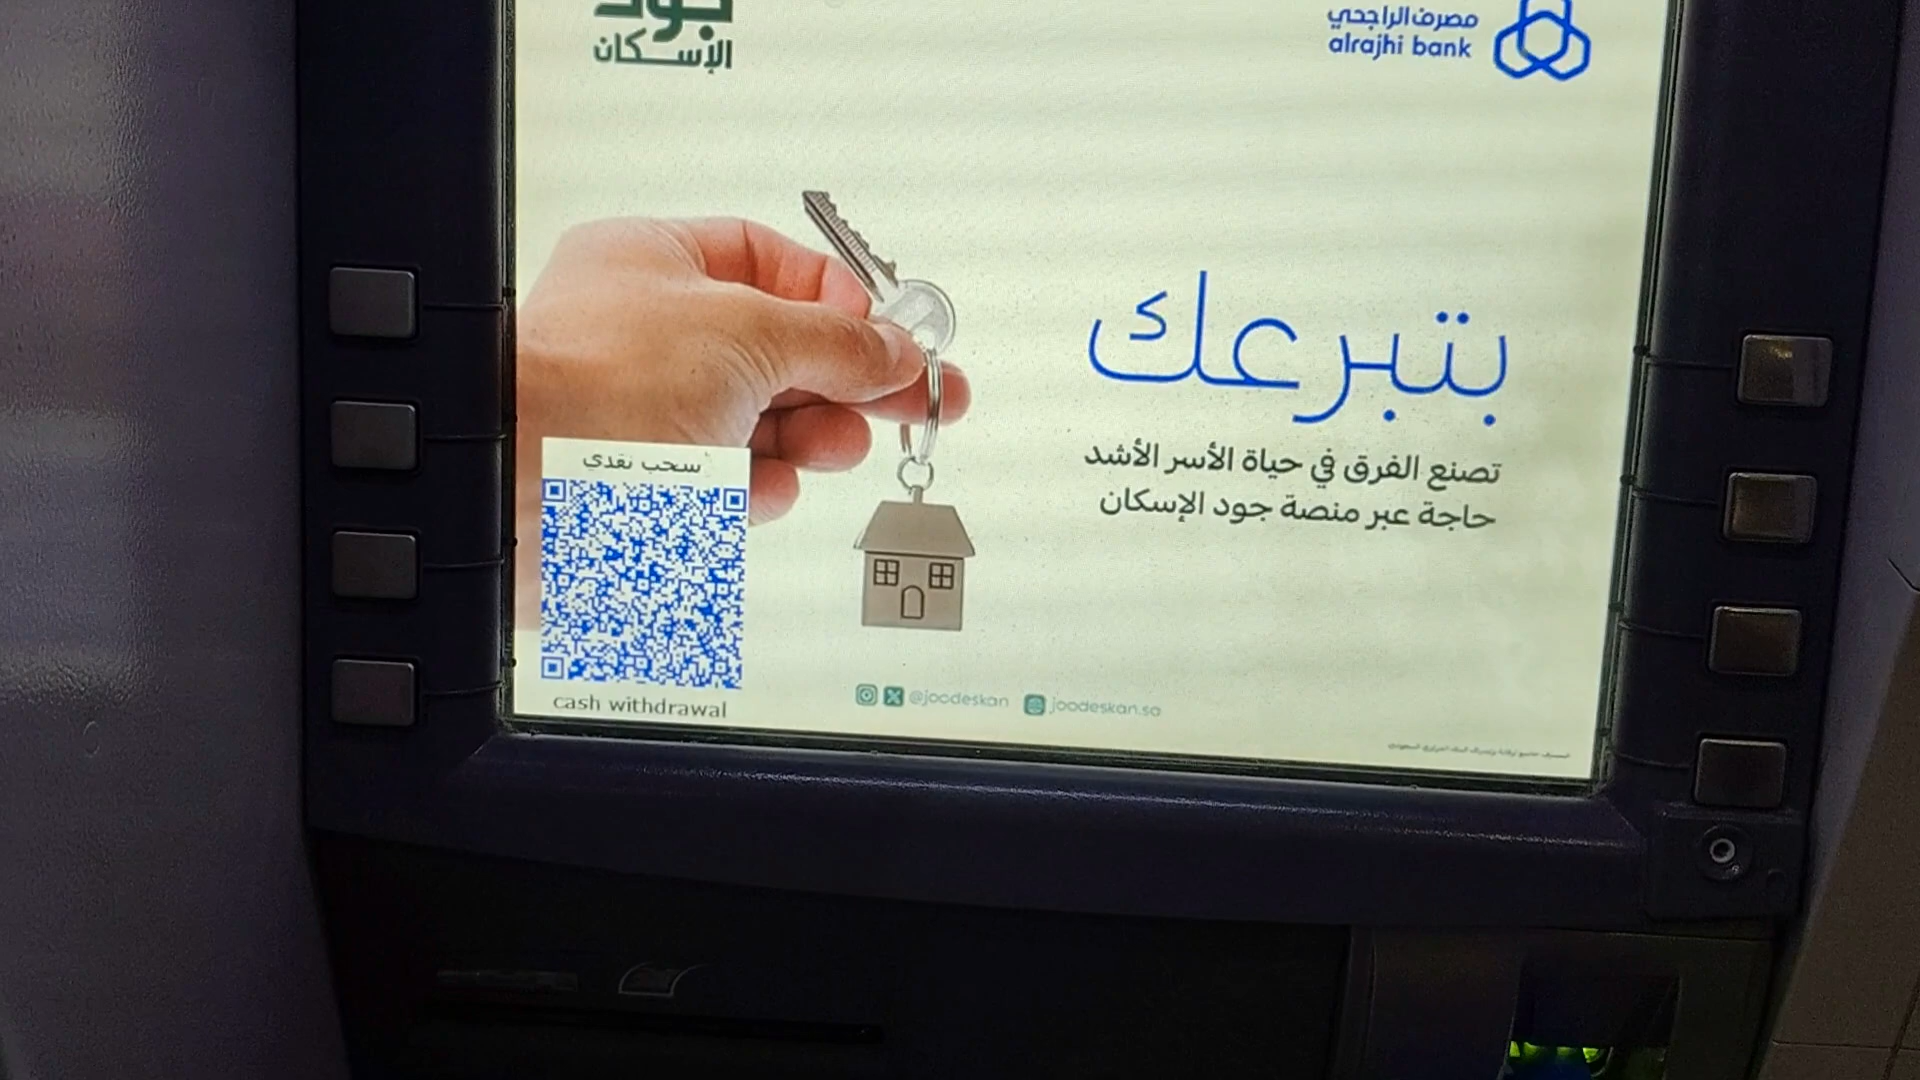 جود
الإسكان
مصرف الراجحي
alrajhi bank
بتبرعك
تصنع الفرق في حياة الأسر الأشد
حاجة عبر منصة جود الإسكان
سحب نقدي
cash withdrawal
@joodeskan joodeskan.sa